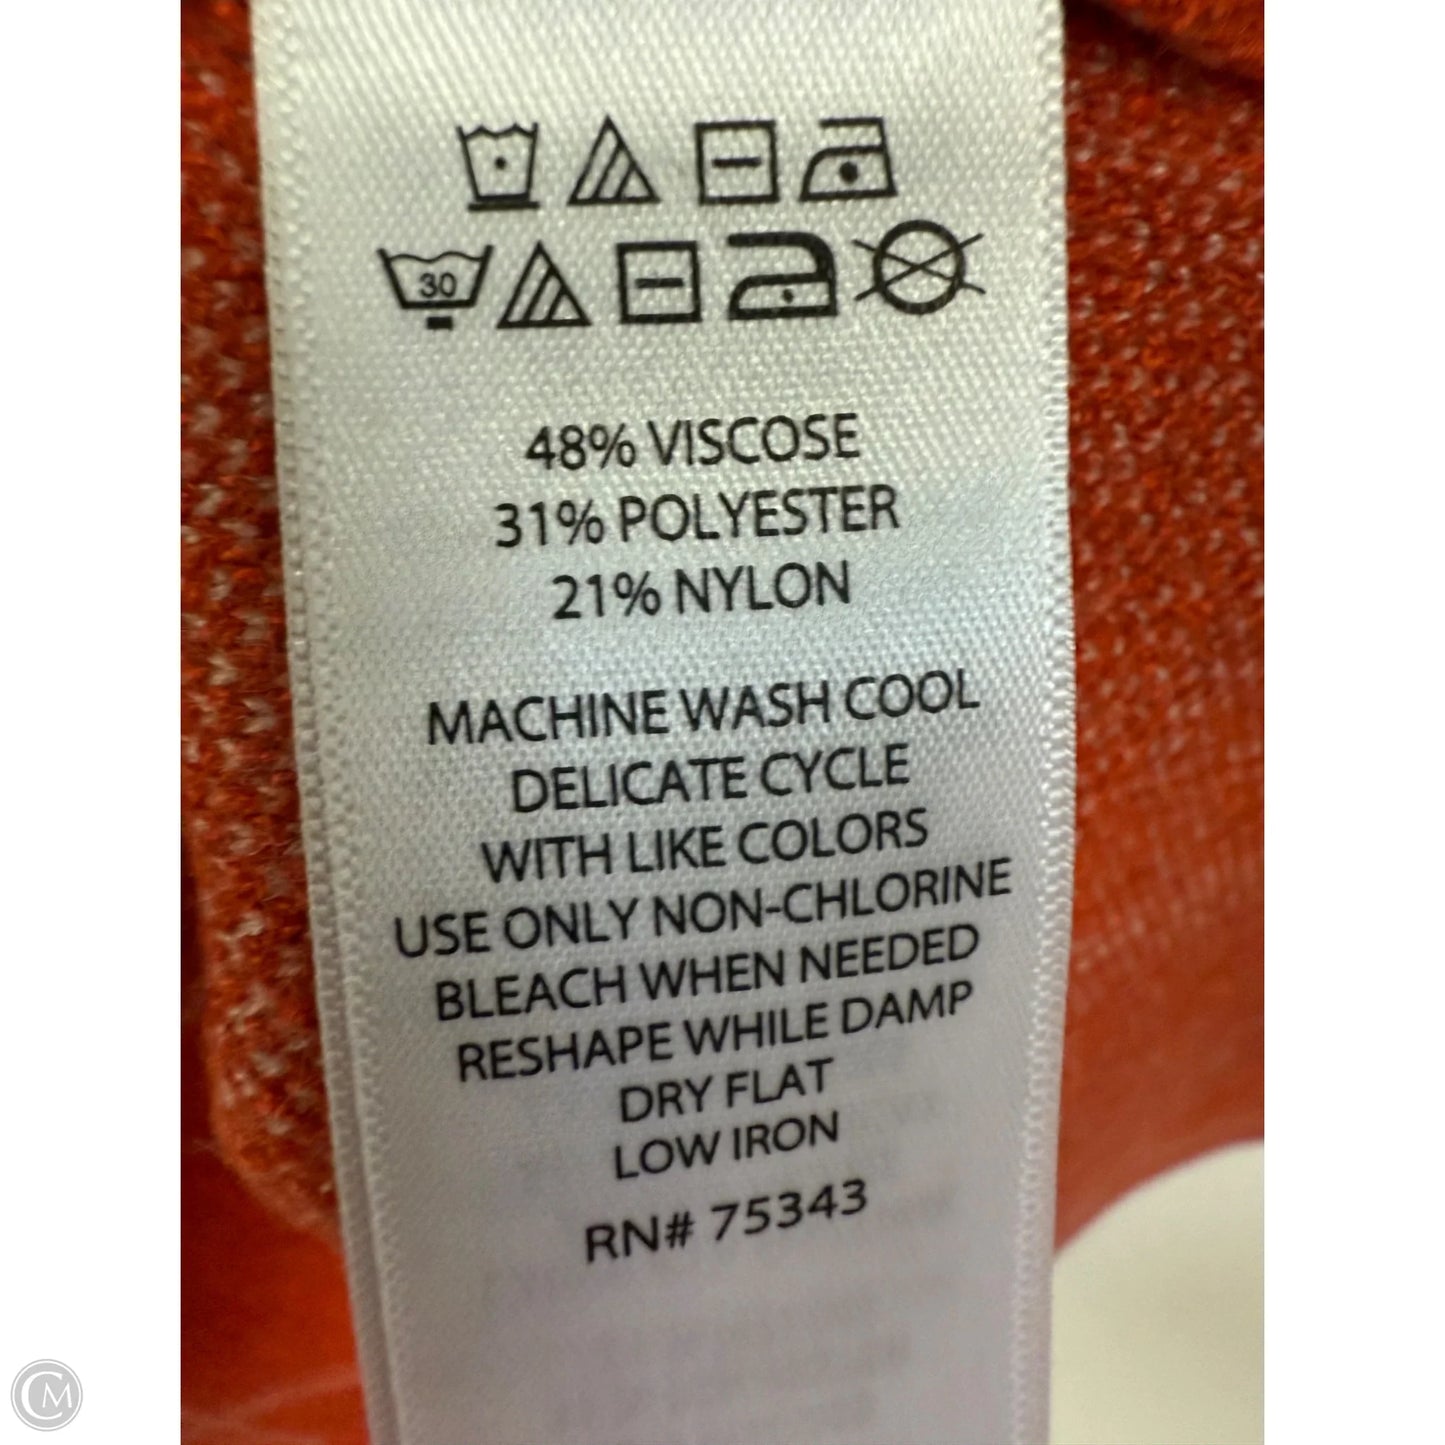 30
48% VISCOSE
31% POLYESTER
21% NYLON
MACHINE WASH COOL
DELICATE CYCLE
WITH LIKE COLORS
USE ONLY NON-CHLORINE
BLEACH WHEN NEEDED
RESHAPE WHILE DAMP
DRY FLAT
LOW IRON
RN# 75343
CM